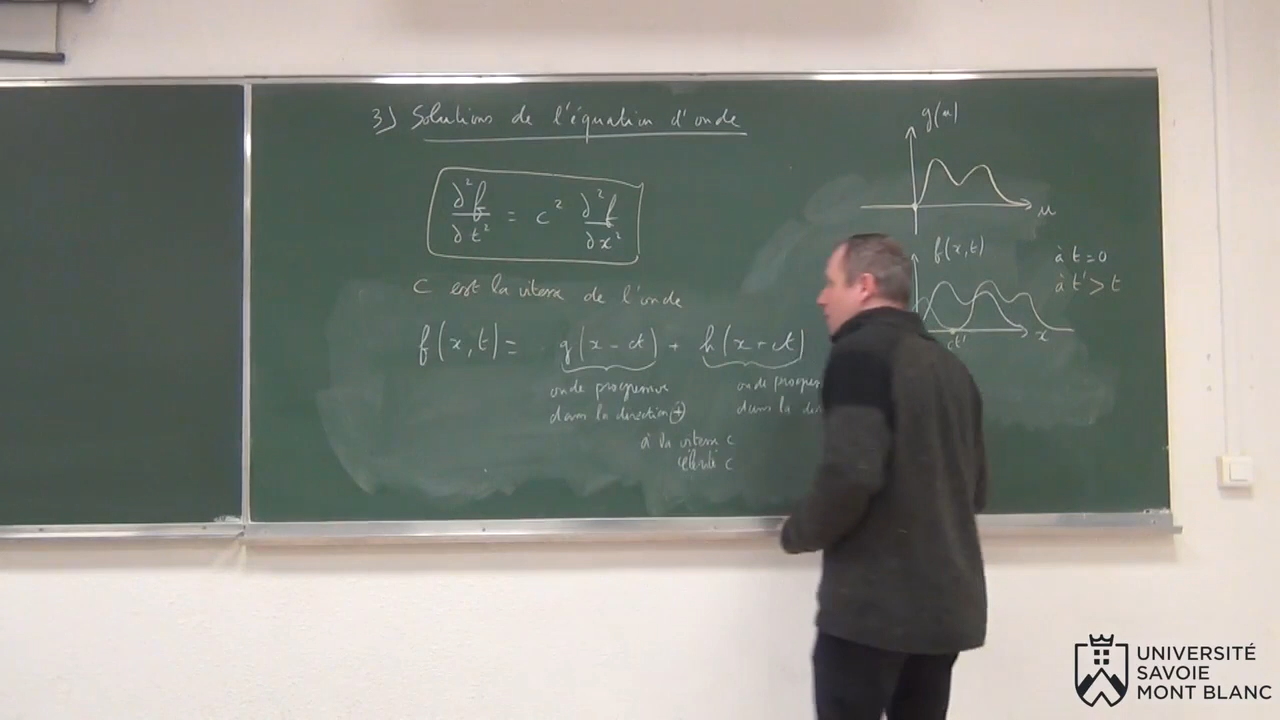 3) Solutions de l'équation d'onde
∂²f/∂t² = c² ∂²f/∂x²
c est la vitesse de l'onde
f(x,t) = g(x-ct) + h(x+ct)
onde progressive
dans la direction (+)
onde progres
dans la di
à la vitesse c
célérité c
g(u)
u
f(x,t)
à t=0
à t'>t
ct'
x
UNIVERSITÉ
SAVOIE
MONT BLANC